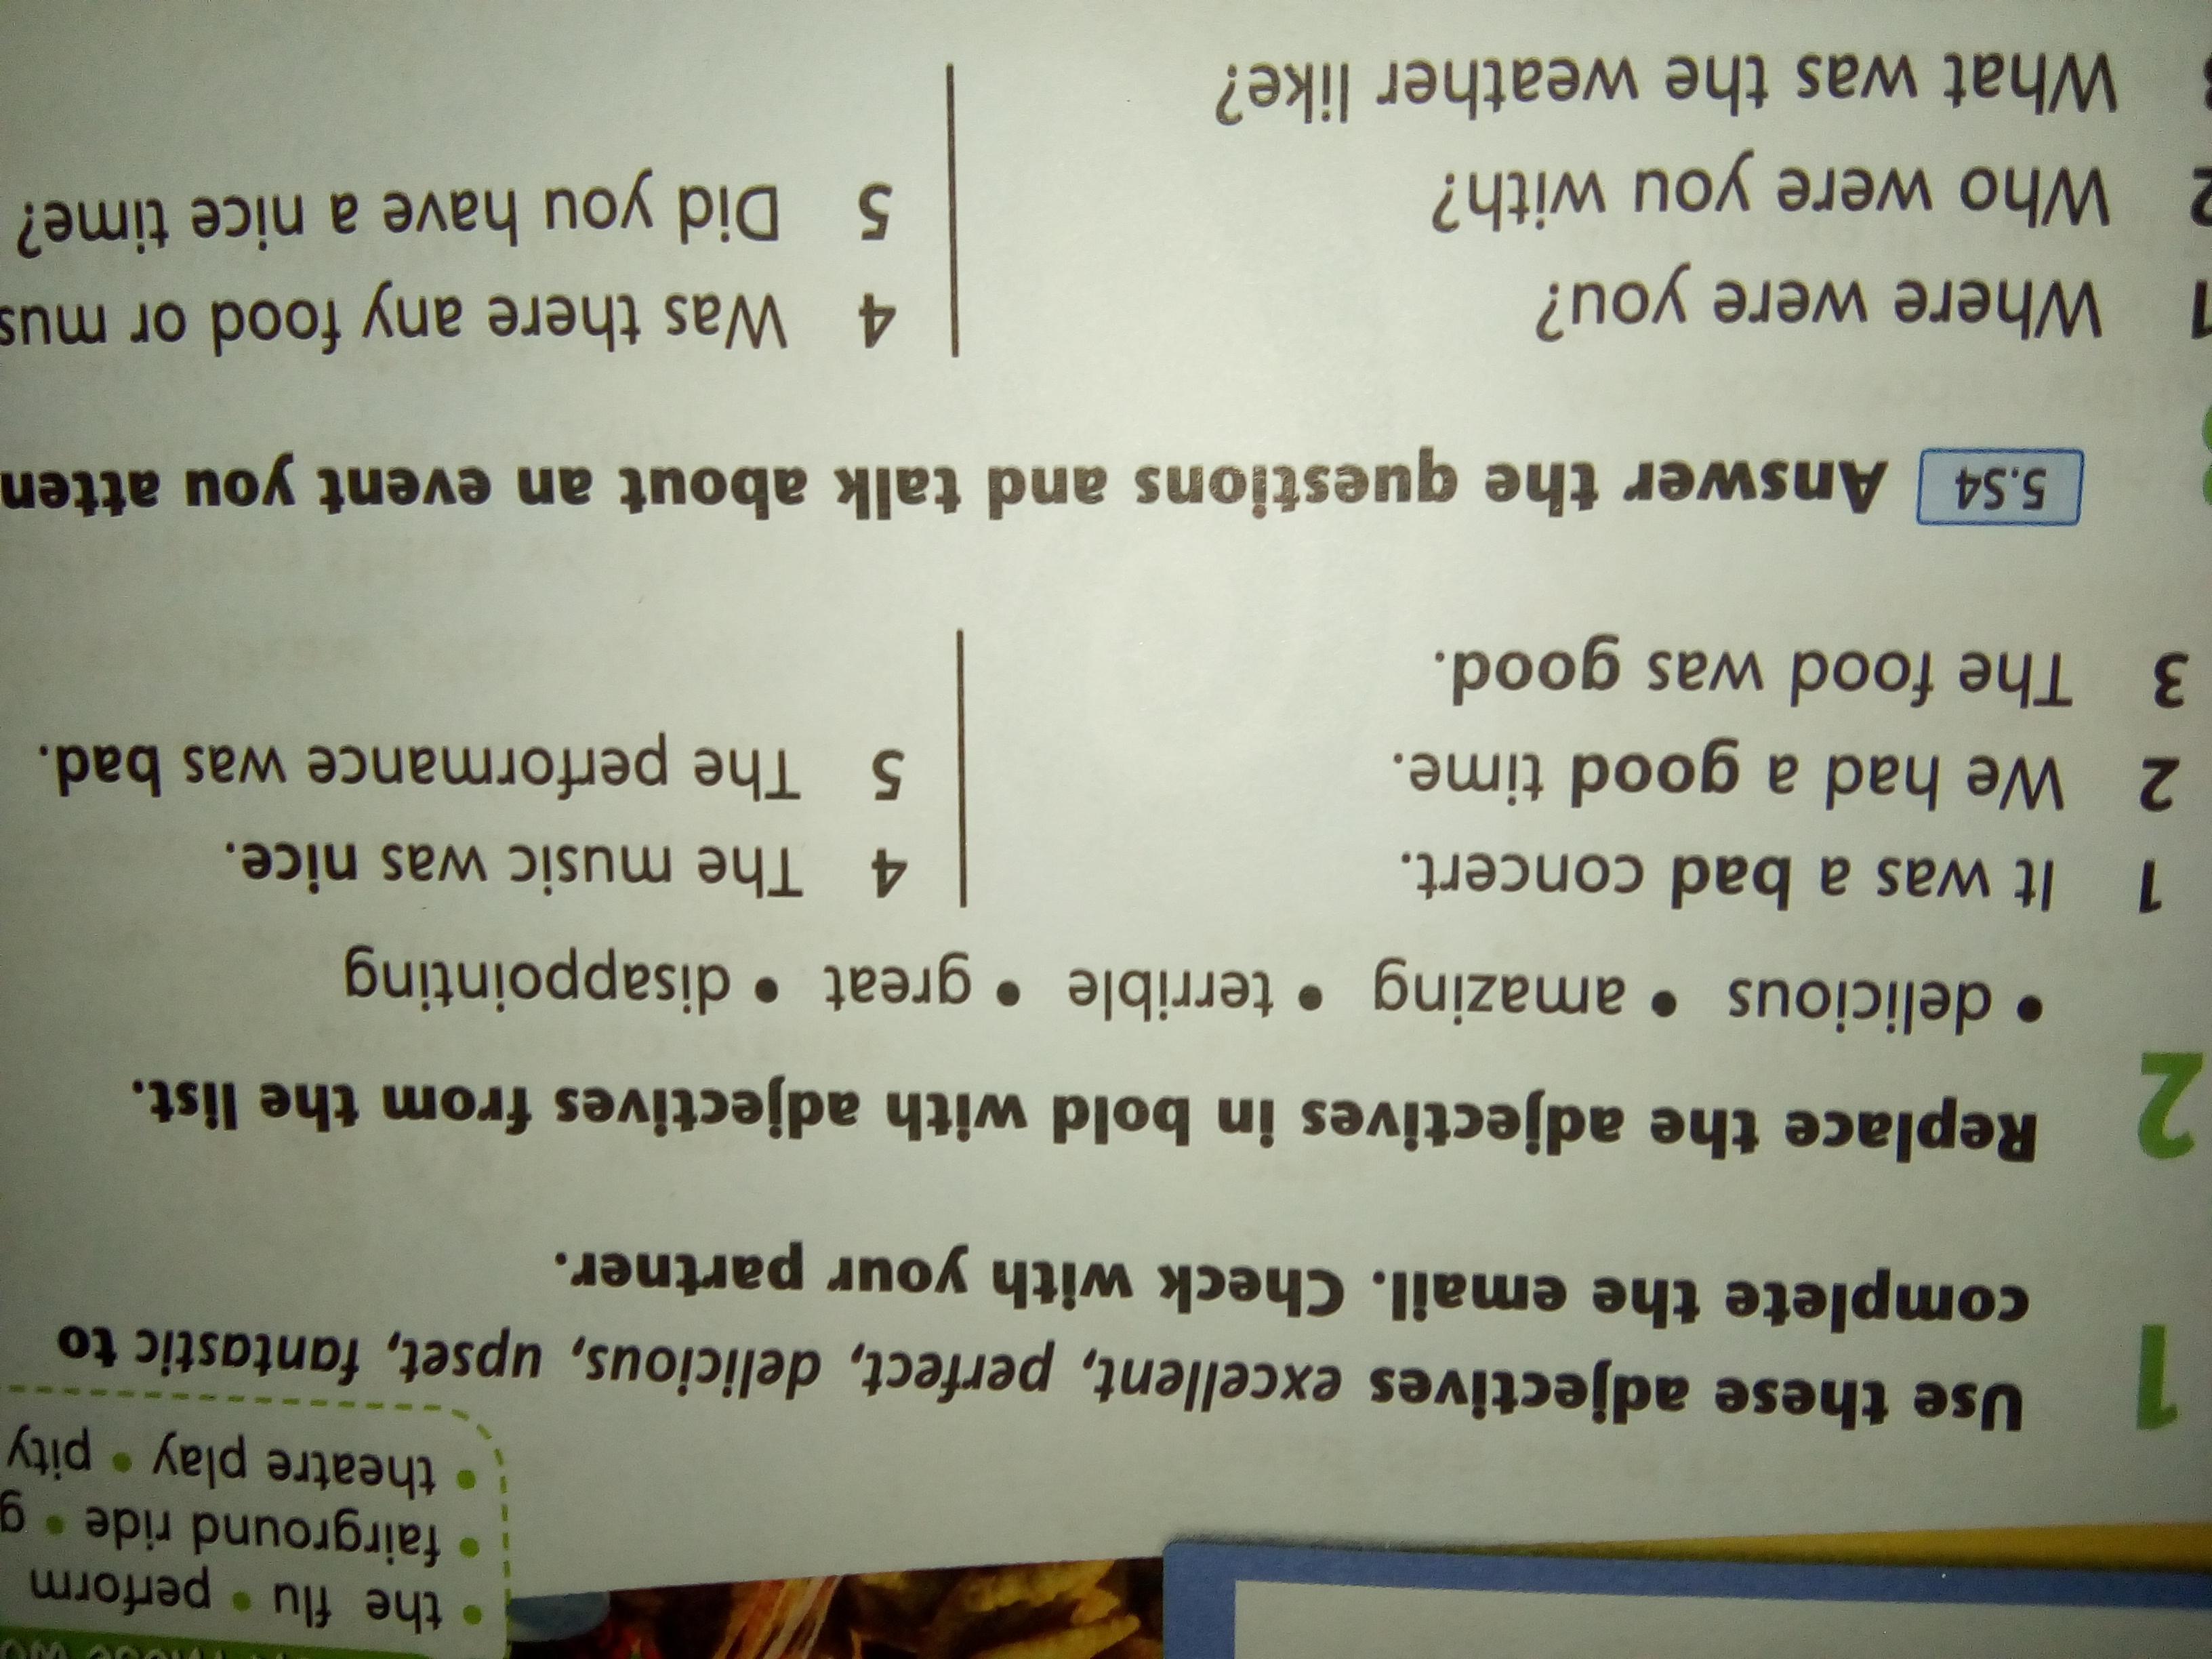 • the flu • perform
• fairground ride •
• theatre play • pity
1 Use these adjectives excellent, perfect, delicious, upset, fantastic to
complete the email. Check with your partner.
2 Replace the adjectives in bold with adjectives from the list.
• delicious • amazing • terrible • great • disappointing
1 It was a bad concert.
2 We had a good time.
3 The food was good.
4 The music was nice.
5 The performance was bad.
5.S4 Answer the questions and talk about an event you atten
1 Where were you?
2 Who were you with?
3 What was the weather like?
4 Was there any food or mus
5 Did you have a nice time?